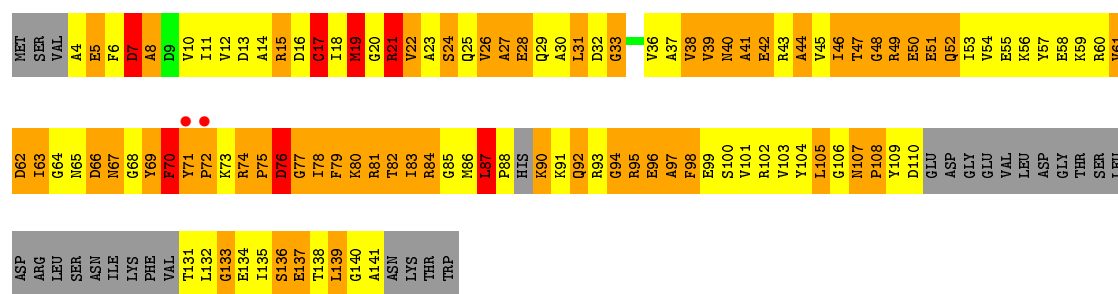 MET SER VAL A4 E5 F6 D7 A8 D9 V10 I11 V12 D13 A14 R15 D16 C17 I18 M19 G20 R21 V22 A23 S24 Q25 V26 A27 E28 Q29 A30 L31 D32 G33 V36 A37 V38 V39 N40 A41 E42 R43 A44 V45 I46 T47 G48 R49 E50 E51 Q52 I53 V54 E55 K56 Y57 E58 K59 R60 V61
D62 I63 G64 N65 D66 N67 G68 Y69 F70 Y71 P72 K73 R74 P75 D76 G77 I78 F79 K80 R81 T82 I83 R84 G85 M86 L87 P88 HIS K90 K91 Q92 R93 G94 R95 E96 A97 F98 E99 S100 V101 R102 V103 Y104 L105 G106 N107 P108 Y109 D110 GLU ASP GLY GLU VAL LEU ASP GLY THR SER LEU
ASP ARG LEU SER ASN ILE LYS PHE VAL T131 L132 G133 E134 I135 S136 E137 T138 L139 G140 A141 ASN LYS THR TRP